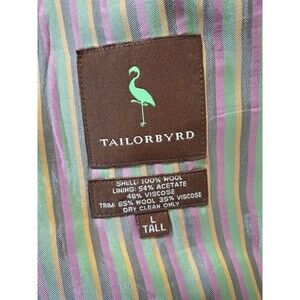 TAILORBYRD
SHELL: 100% WOOL
LINING: 54% ACETATE
46% VISCOSE
TRIM: 65% WOOL 35% VISCOSE
DRY CLEAN ONLY
L
TALL